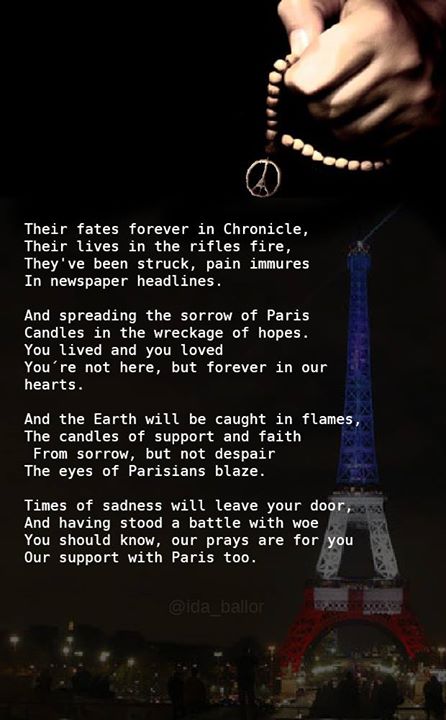 Their fates forever in Chronicle,
Their lives in the rifles fire,
They've been struck, pain immures
In newspaper headlines.
And spreading the sorrow of Paris
Candles in the wreckage of hopes.
You lived and you loved
You´re not here, but forever in our
hearts.
And the Earth will be caught in flames,
The candles of support and faith
From sorrow, but not despair
The eyes of Parisians blaze.
Times of sadness will leave your door,
And having stood a battle with woe
You should know, our prays are for you
Our support with Paris too.
@ida_ballor